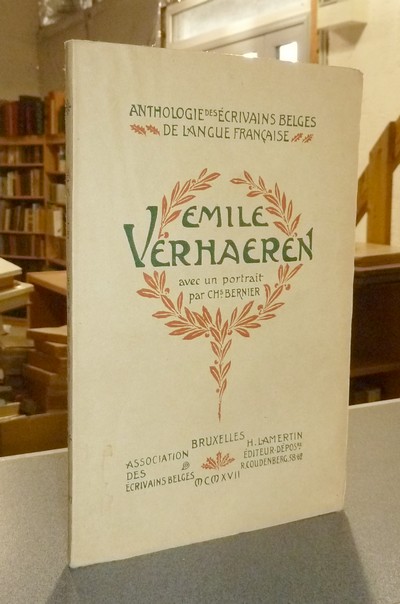 ANTHOLOGIE DES ÉCRIVAINS BELGES
DE LANGUE FRANÇAISE
EMILE
VERHAEREN
avec un portrait
par CHS BERNIER
BRUXELLES
ASSOCIATION
DES
ÉCRIVAINS BELGES
H. LAMERTIN
ÉDITEUR-DÉPOSRE
R. COUDENBERG, 58-62
MCMXVII